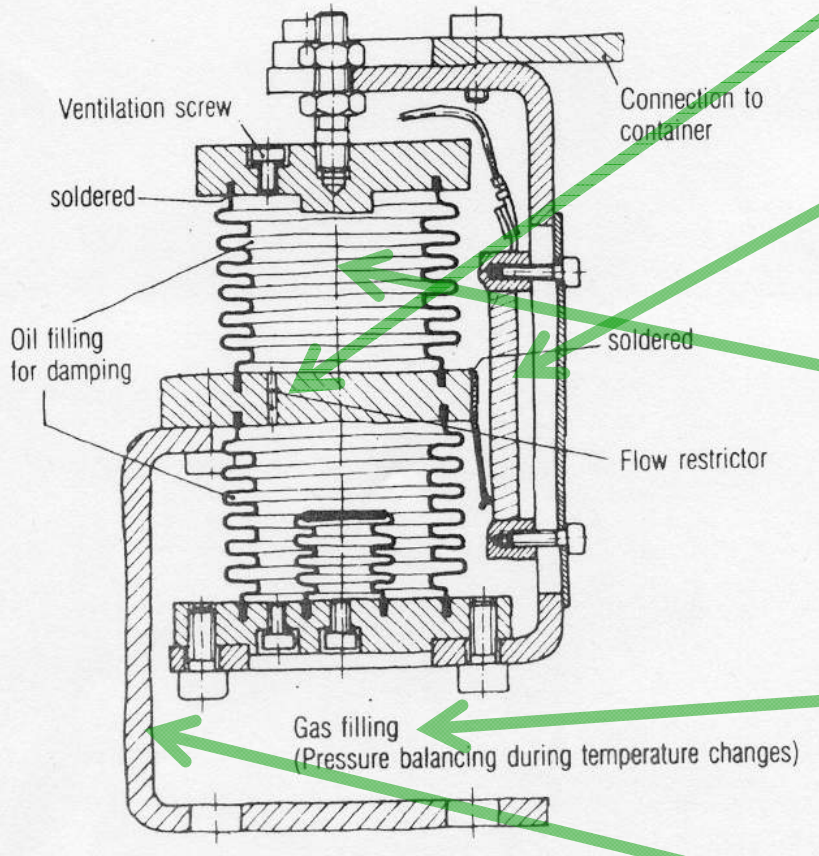 Ventilation screw
Connection to
container
soldered
Oil filling
for damping
soldered
Flow restrictor
Gas filling
(Pressure balancing during temperature changes)